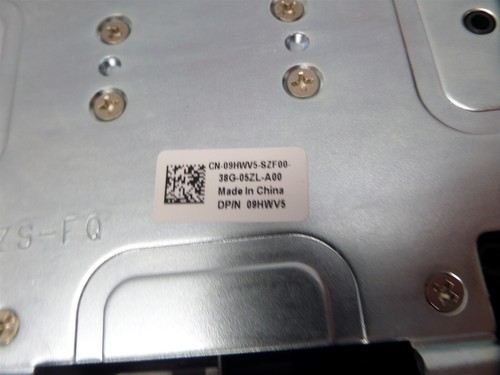 CN-09HWV5-SZF00-
38G-05ZL-A00
Made In China
DP/N 09HWV5
ZS-FQ